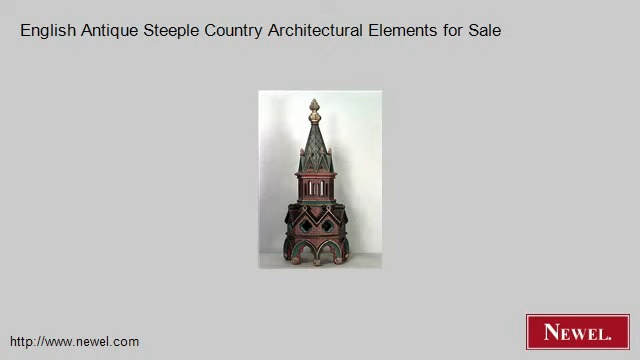 English Antique Steeple Country Architectural Elements for Sale
NEWEL.
http://www.newel.com